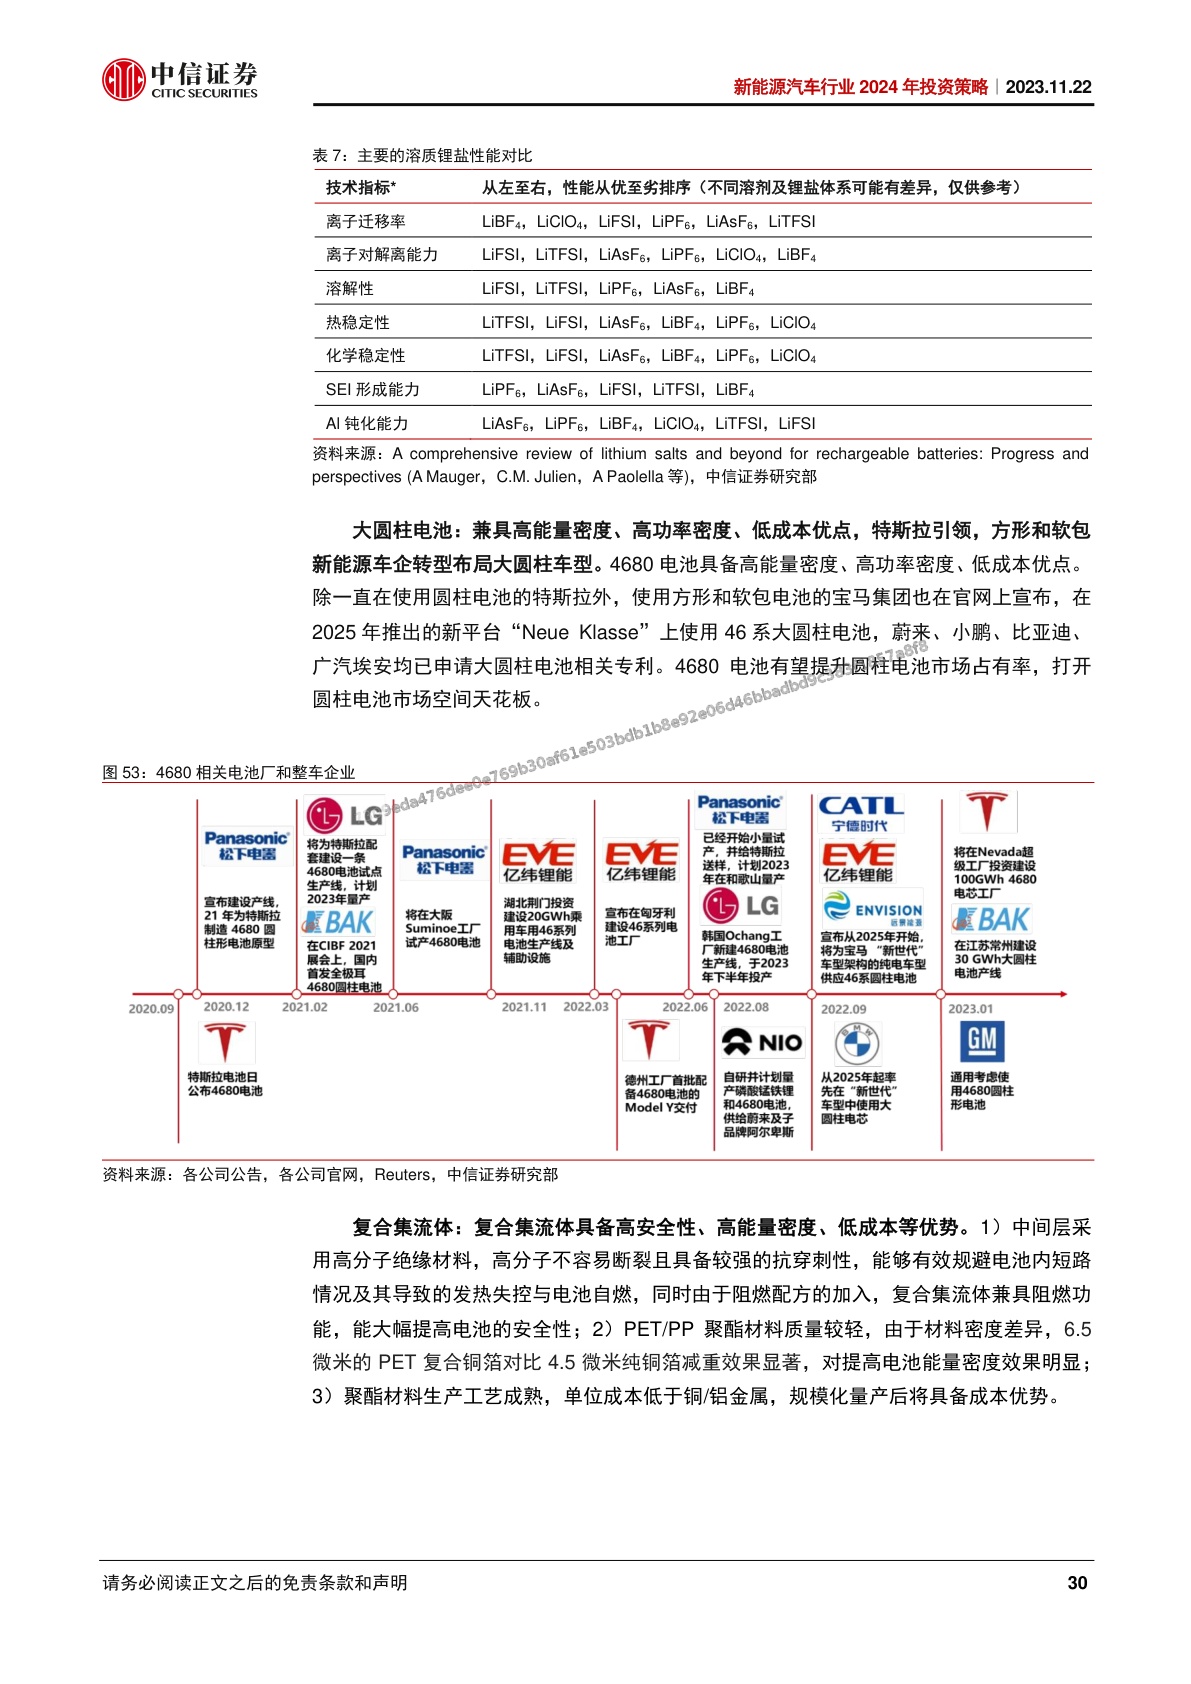 中信证券
CITIC SECURITIES
新能源汽车行业 2024 年投资策略｜2023.11.22
表 7：主要的溶质锂盐性能对比
技术指标* 从左至右，性能从优至劣排序（不同溶剂及锂盐体系可能有差异，仅供参考）
离子迁移率 LiBF₄，LiClO₄，LiFSI，LiPF₆，LiAsF₆，LiTFSI
离子对解离能力 LiFSI，LiTFSI，LiAsF₆，LiPF₆，LiClO₄，LiBF₄
溶解性 LiFSI，LiTFSI，LiPF₆，LiAsF₆，LiBF₄
热稳定性 LiTFSI，LiFSI，LiAsF₆，LiBF₄，LiPF₆，LiClO₄
化学稳定性 LiTFSI，LiFSI，LiAsF₆，LiBF₄，LiPF₆，LiClO₄
SEI 形成能力 LiPF₆，LiAsF₆，LiFSI，LiTFSI，LiBF₄
Al 钝化能力 LiAsF₆，LiPF₆，LiBF₄，LiClO₄，LiTFSI，LiFSI
资料来源：A comprehensive review of lithium salts and beyond for rechargeable batteries: Progress and
perspectives (A Mauger，C.M. Julien，A Paolella 等)，中信证券研究部
大圆柱电池：兼具高能量密度、高功率密度、低成本优点，特斯拉引领，方形和软包
新能源车企转型布局大圆柱车型。4680 电池具备高能量密度、高功率密度、低成本优点。
除一直在使用圆柱电池的特斯拉外，使用方形和软包电池的宝马集团也在官网上宣布，在
2025 年推出的新平台“Neue Klasse”上使用 46 系大圆柱电池，蔚来、小鹏、比亚迪、
广汽埃安均已申请大圆柱电池相关专利。4680 电池有望提升圆柱电池市场占有率，打开
圆柱电池市场空间天花板。
图 53：4680 相关电池厂和整车企业
Panasonic
松下电器
宣布建设产线，
21 年为特斯拉
制造 4680 圆
柱形电池原型
LG
将为特斯拉配
套建设一条
4680电池试点
生产线，计划
2023年量产
BAK
在CIBF 2021
展会上，国内
首发全极耳
4680圆柱电池
Panasonic
松下电器
将在大阪
Suminoe工厂
试产4680电池
EVE
亿纬锂能
湖北荆门投资
建设20GWh乘
用车用46系列
电池生产线及
辅助设施
EVE
亿纬锂能
宣布在匈牙利
建设46系列电
池工厂
Panasonic
松下电器
已经开始小量试
产，并给特斯拉
送样，计划2023
年在和歌山量产
LG
韩国Ochang工
厂新建4680电池
生产线，于2023
年下半年投产
CATL
宁德时代
EVE
亿纬锂能
ENVISION
远景能源
宣布从2025年开始，
将为宝马 “新世代”
车型架构的纯电车型
供应46系圆柱电池
将在Nevada超
级工厂投资建设
100GWh 4680
电芯工厂
BAK
在江苏常州建设
30 GWh大圆柱
电池产线
2020.09 2020.12 2021.02 2021.06 2021.11 2022.03 2022.06 2022.08 2022.09 2023.01
特斯拉电池日
公布4680电池
德州工厂首批配
备4680电池的
Model Y交付
NIO
自研并计划量
产磷酸锰铁锂
和4680电池，
供给蔚来及子
品牌阿尔卑斯
BMW
从2025年起率
先在“新世代”
车型中使用大
圆柱电芯
GM
通用考虑使
用4680圆柱
形电池
资料来源：各公司公告，各公司官网，Reuters，中信证券研究部
复合集流体：复合集流体具备高安全性、高能量密度、低成本等优势。1）中间层采
用高分子绝缘材料，高分子不容易断裂且具备较强的抗穿刺性，能够有效规避电池内短路
情况及其导致的发热失控与电池自燃，同时由于阻燃配方的加入，复合集流体兼具阻燃功
能，能大幅提高电池的安全性；2）PET/PP 聚酯材料质量较轻，由于材料密度差异，6.5
微米的 PET 复合铜箔对比 4.5 微米纯铜箔减重效果显著，对提高电池能量密度效果明显；
3）聚酯材料生产工艺成熟，单位成本低于铜/铝金属，规模化量产后将具备成本优势。
请务必阅读正文之后的免责条款和声明
30